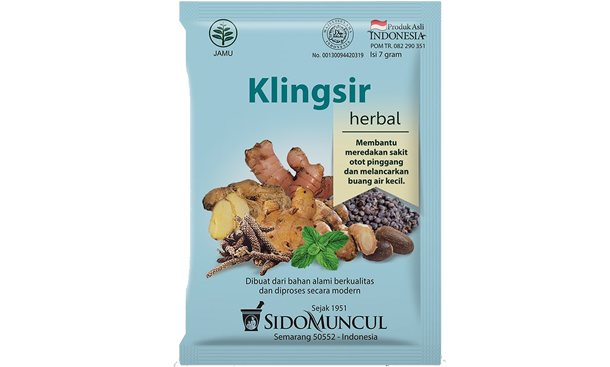 JAMU
No. 00130094420319
Produk Asli
INDONESIA
POM TR. 082 290 351
Isi 7 gram
Klingsir
herbal
Membantu
meredakan sakit
otot pinggang
dan melancarkan
buang air kecil.
Dibuat dari bahan alami berkualitas
dan diproses secara modern
Sejak 1951
SIDOMUNCUL
Semarang 50552 - Indonesia